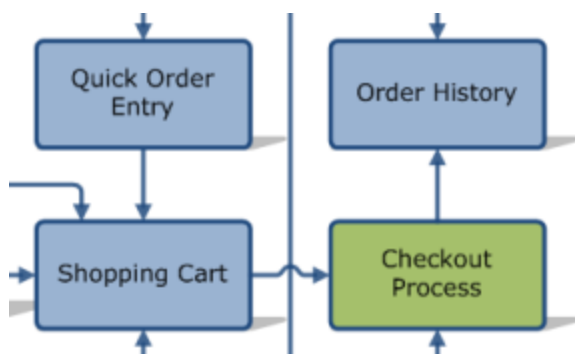 Quick Order
Entry
Order History
Shopping Cart
Checkout
Process